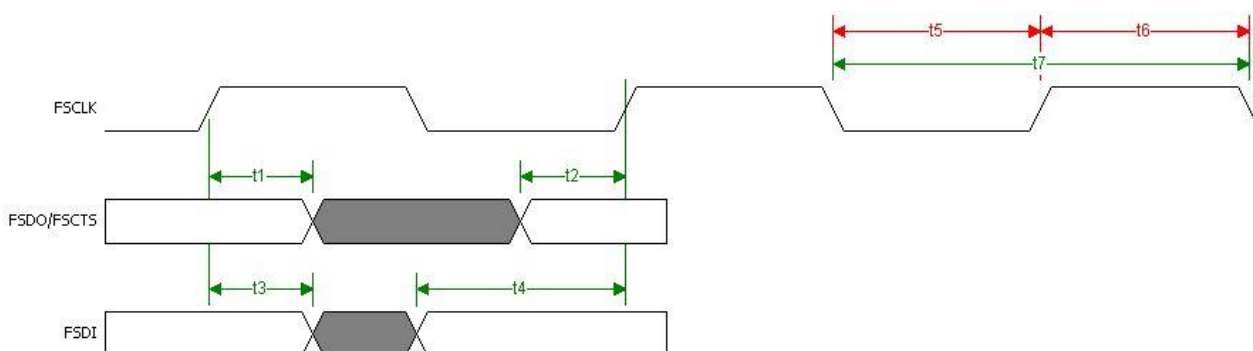 t5
t6
t7
FSCLK
t1
t2
FSDO/FSCTS
t3
t4
FSDI